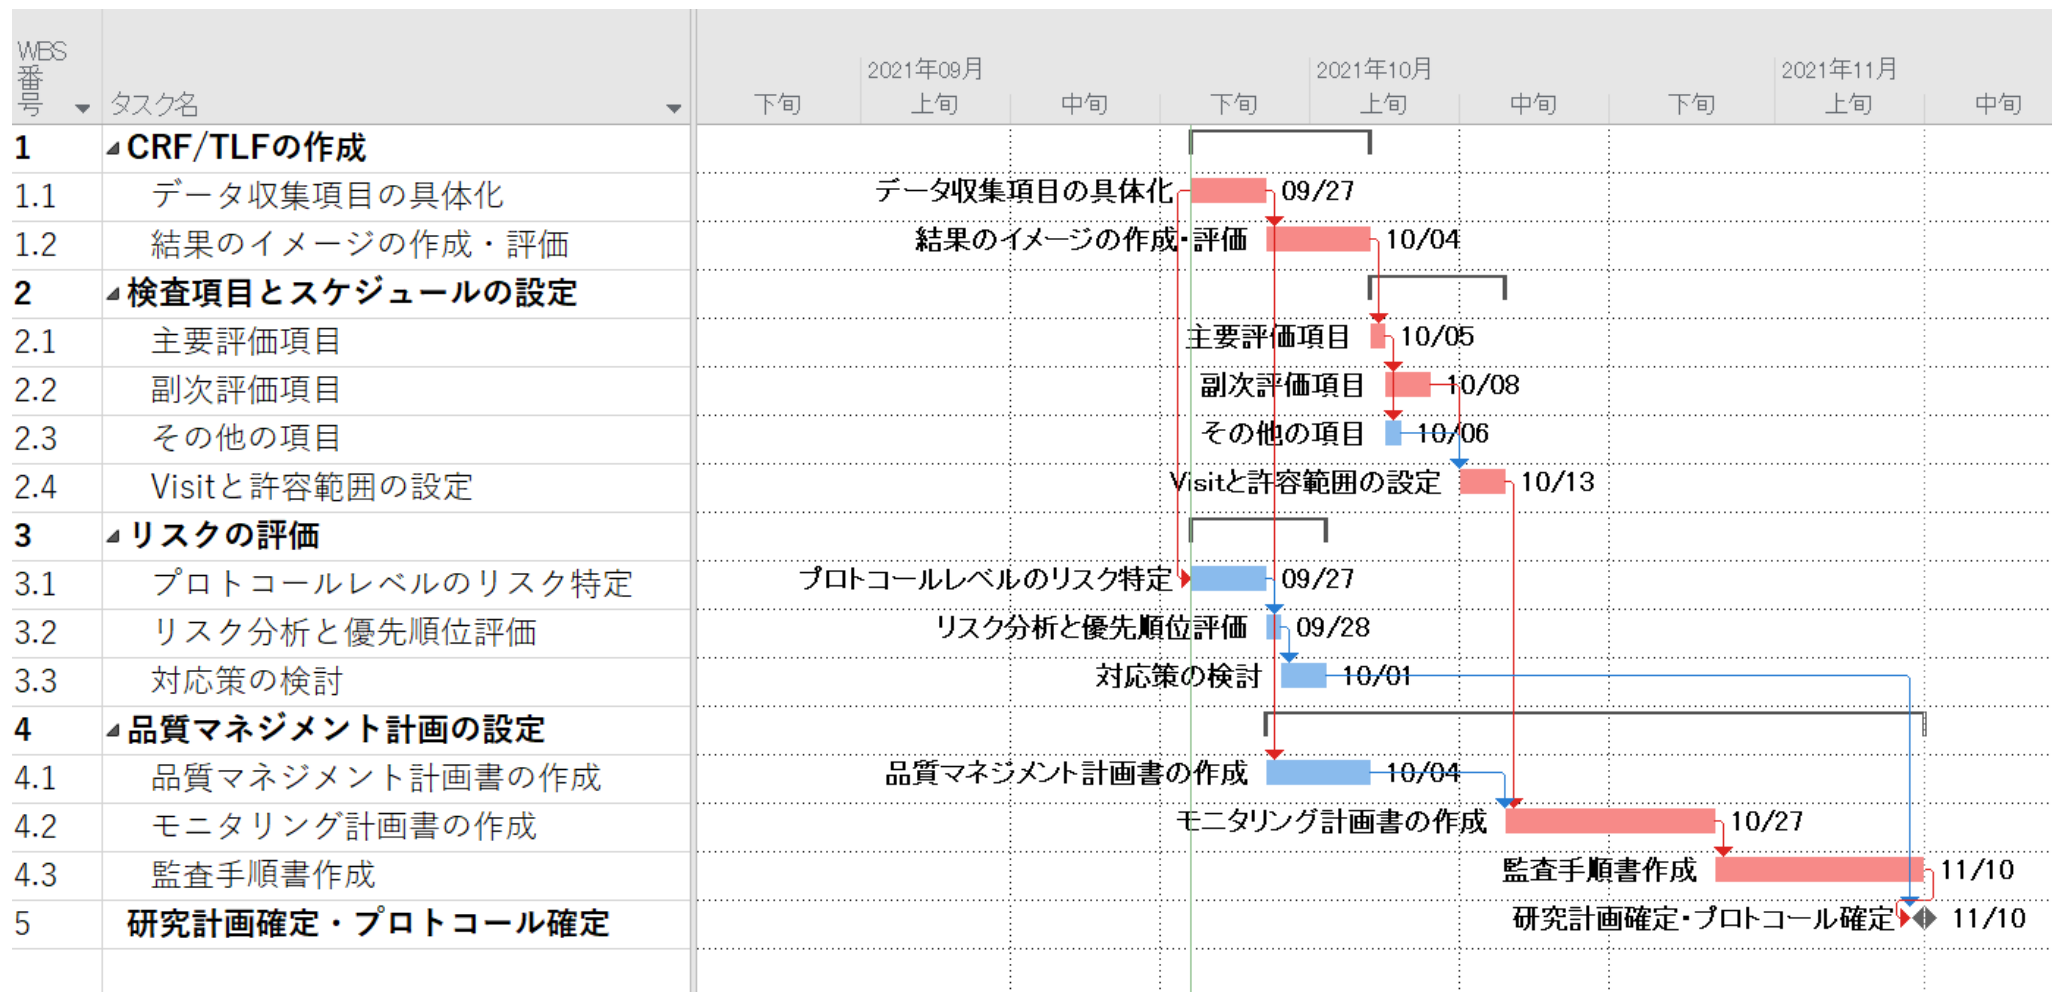 WBS
番
号
タスク名
2021年09月
2021年10月
2021年11月
下旬
上旬
中旬
下旬
上旬
中旬
下旬
上旬
中旬
1 CRF/TLFの作成
1.1 データ収集項目の具体化
データ収集項目の具体化 09/27
1.2 結果のイメージの作成・評価
結果のイメージの作成・評価 10/04
2 検査項目とスケジュールの設定
2.1 主要評価項目
主要評価項目 10/05
2.2 副次評価項目
副次評価項目 10/08
2.3 その他の項目
その他の項目 10/06
2.4 Visitと許容範囲の設定
Visitと許容範囲の設定 10/13
3 リスクの評価
3.1 プロトコールレベルのリスク特定
プロトコールレベルのリスク特定 09/27
3.2 リスク分析と優先順位評価
リスク分析と優先順位評価 09/28
3.3 対応策の検討
対応策の検討 10/01
4 品質マネジメント計画の設定
4.1 品質マネジメント計画書の作成
品質マネジメント計画書の作成 10/04
4.2 モニタリング計画書の作成
モニタリング計画書の作成 10/27
4.3 監査手順書作成
監査手順書作成 11/10
5 研究計画確定・プロトコール確定
研究計画確定・プロトコール確定 11/10